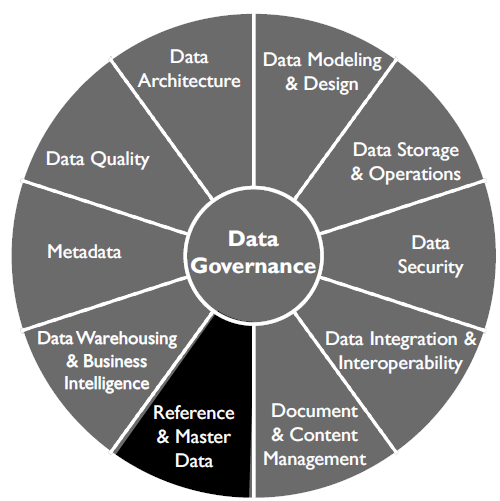 Data
Architecture
Data Modeling
& Design
Data Storage
& Operations
Data
Security
Data Integration &
Interoperability
Document
& Content
Management
Reference
& Master
Data
Data Warehousing
& Business
Intelligence
Metadata
Data Quality
Data
Governance